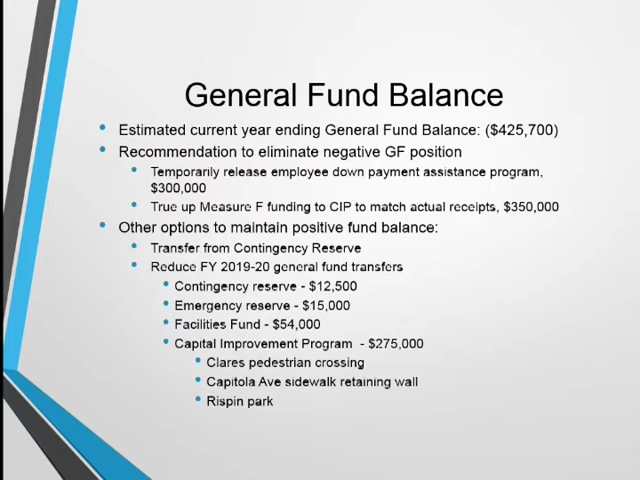 General Fund Balance
• Estimated current year ending General Fund Balance: ($425,700)
• Recommendation to eliminate negative GF position
• Temporarily release employee down payment assistance program,
$300,000
• True up Measure F funding to CIP to match actual receipts, $350,000
• Other options to maintain positive fund balance:
• Transfer from Contingency Reserve
• Reduce FY 2019-20 general fund transfers
• Contingency reserve - $12,500
• Emergency reserve - $15,000
• Facilities Fund - $54,000
• Capital Improvement Program - $275,000
• Clares pedestrian crossing
• Capitola Ave sidewalk retaining wall
• Rispin park